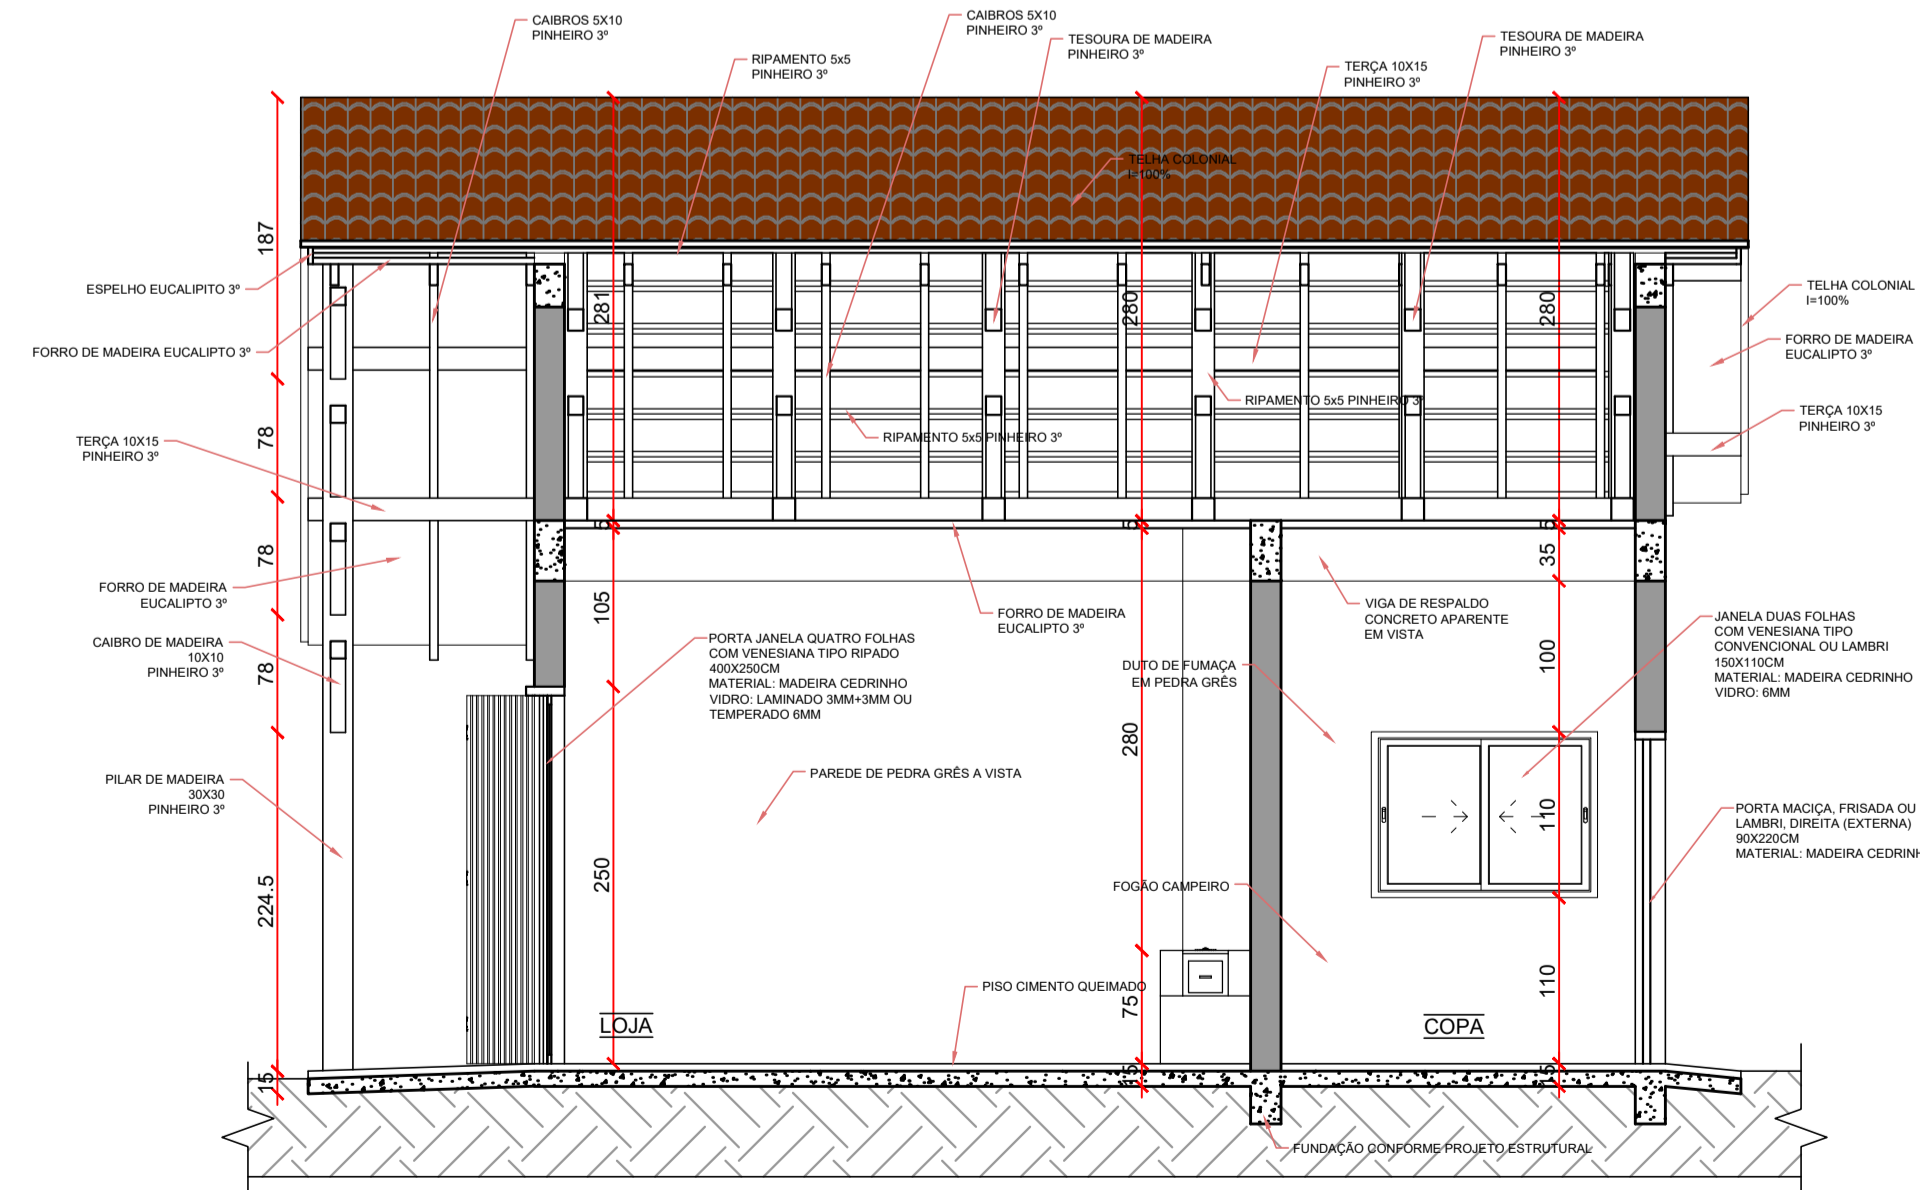 CAIBROS 5X10
PINHEIRO 3º
RIPAMENTO 5x5
PINHEIRO 3º
CAIBROS 5X10
PINHEIRO 3º
TESOURA DE MADEIRA
PINHEIRO 3º
TERÇA 10X15
PINHEIRO 3º
TESOURA DE MADEIRA
PINHEIRO 3º
TELHA COLONIAL
I=100%
187
ESPELHO EUCALIPITO 3º
281
280
280
TELHA COLONIAL
I=100%
FORRO DE MADEIRA EUCALIPTO 3º
FORRO DE MADEIRA
EUCALIPTO 3º
RIPAMENTO 5x5 PINHEIRO 3º
TERÇA 10X15
PINHEIRO 3º
78
TERÇA 10X15
PINHEIRO 3º
RIPAMENTO 5x5 PINHEIRO 3º
5
5
5
78
35
FORRO DE MADEIRA
EUCALIPTO 3º
105
FORRO DE MADEIRA
EUCALIPTO 3º
VIGA DE RESPALDO
CONCRETO APARENTE
EM VISTA
JANELA DUAS FOLHAS
COM VENESIANA TIPO
CONVENCIONAL OU LAMBRI
150X110CM
MATERIAL: MADEIRA CEDRINHO
VIDRO: 6MM
CAIBRO DE MADEIRA
10X10
PINHEIRO 3º
78
PORTA JANELA QUATRO FOLHAS
COM VENESIANA TIPO RIPADO
400X250CM
MATERIAL: MADEIRA CEDRINHO
VIDRO: LAMINADO 3MM+3MM OU
TEMPERADO 6MM
DUTO DE FUMAÇA
EM PEDRA GRÊS
100
280
PILAR DE MADEIRA
30X30
PINHEIRO 3º
PAREDE DE PEDRA GRÊS A VISTA
110
PORTA MACIÇA, FRISADA OU
LAMBRI, DIREITA (EXTERNA)
90X220CM
MATERIAL: MADEIRA CEDRINH
224.5
250
FOGÃO CAMPEIRO
110
PISO CIMENTO QUEIMADO
75
LOJA
COPA
15
15
15
FUNDAÇÃO CONFORME PROJETO ESTRUTURAL